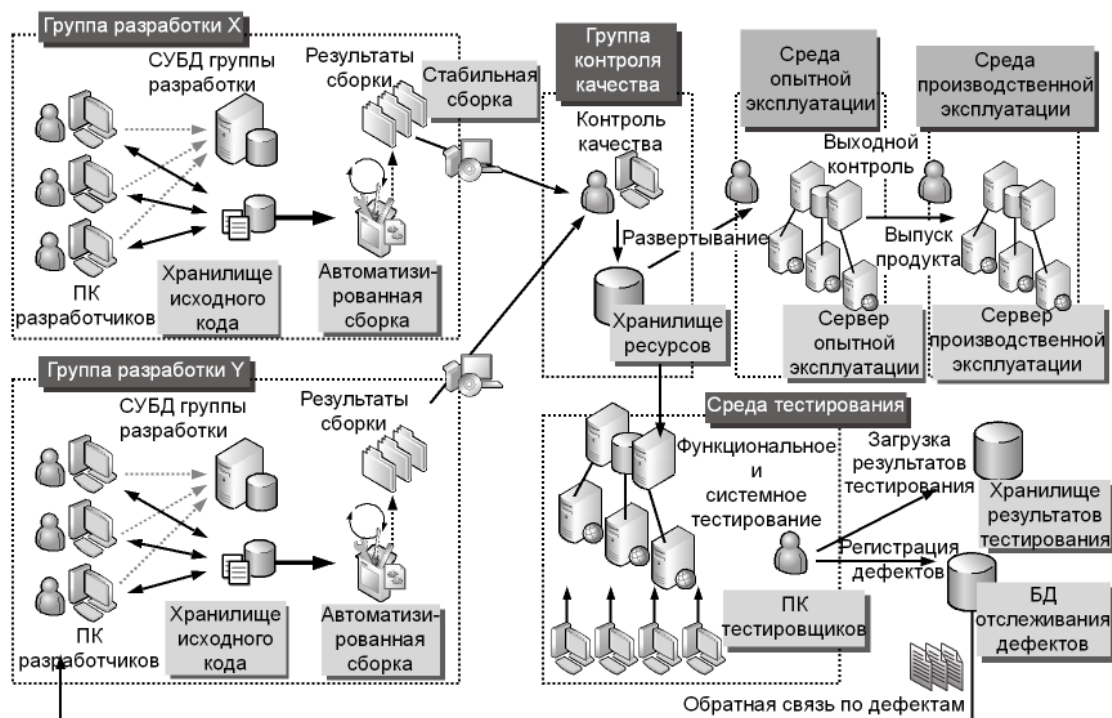 Группа разработки X
СУБД группы
разработки
Результаты
сборки
Стабильная
сборка
ПК
разработчиков
Хранилище
исходного
кода
Автоматизи-
рованная
сборка
Группа
контроля
качества
Контроль
качества
Развертывание
Хранилище
ресурсов
Среда
опытной
эксплуатации
Выходной
контроль
Выпуск
продукта
Сервер
опытной
эксплуатации
Среда
производственной
эксплуатации
Сервер
производственной
эксплуатации
Группа разработки Y
СУБД группы
разработки
Результаты
сборки
ПК
разработчиков
Хранилище
исходного
кода
Автоматизи-
рованная
сборка
Среда тестирования
Функциональное
и
системное
тестирование
ПК
тестировщиков
Загрузка
результатов
тестирования
Хранилище
результатов
тестирования
Регистрация
дефектов
БД
отслеживания
дефектов
Обратная связь по дефектам